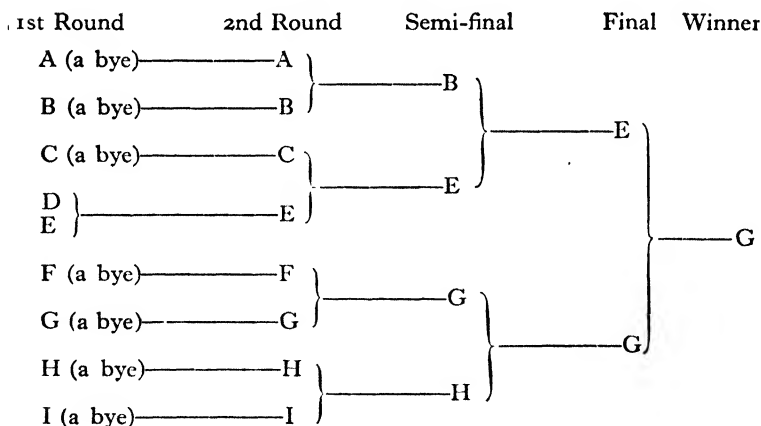 1st Round 2nd Round Semi-final Final Winner
A (a bye) A
B
B (a bye) B
E
C (a bye) C
E
D
E
E
G
F (a bye) F
G
G (a bye) G
G
H (a bye) H
H
I (a bye) I